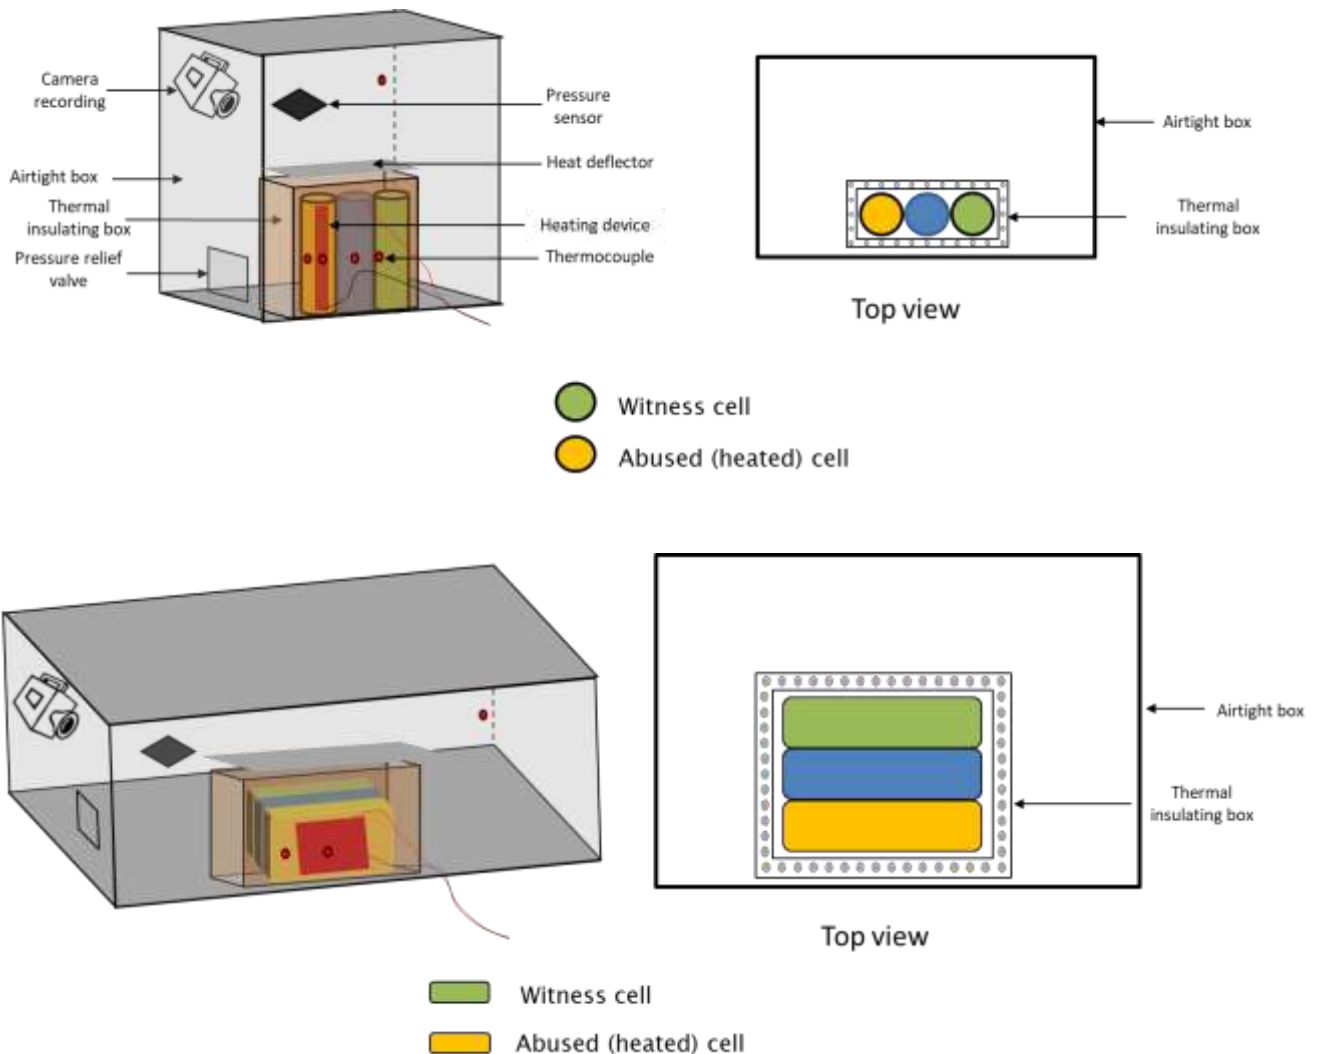 Camera
recording
Airtight box
Thermal
insulating box
Pressure relief
valve
Pressure
sensor
Heat deflector
Heating device
Thermocouple
Airtight box
Thermal
insulating box
Top view
Witness cell
Abused (heated) cell
Airtight box
Thermal
insulating box
Top view
Witness cell
Abused (heated) cell